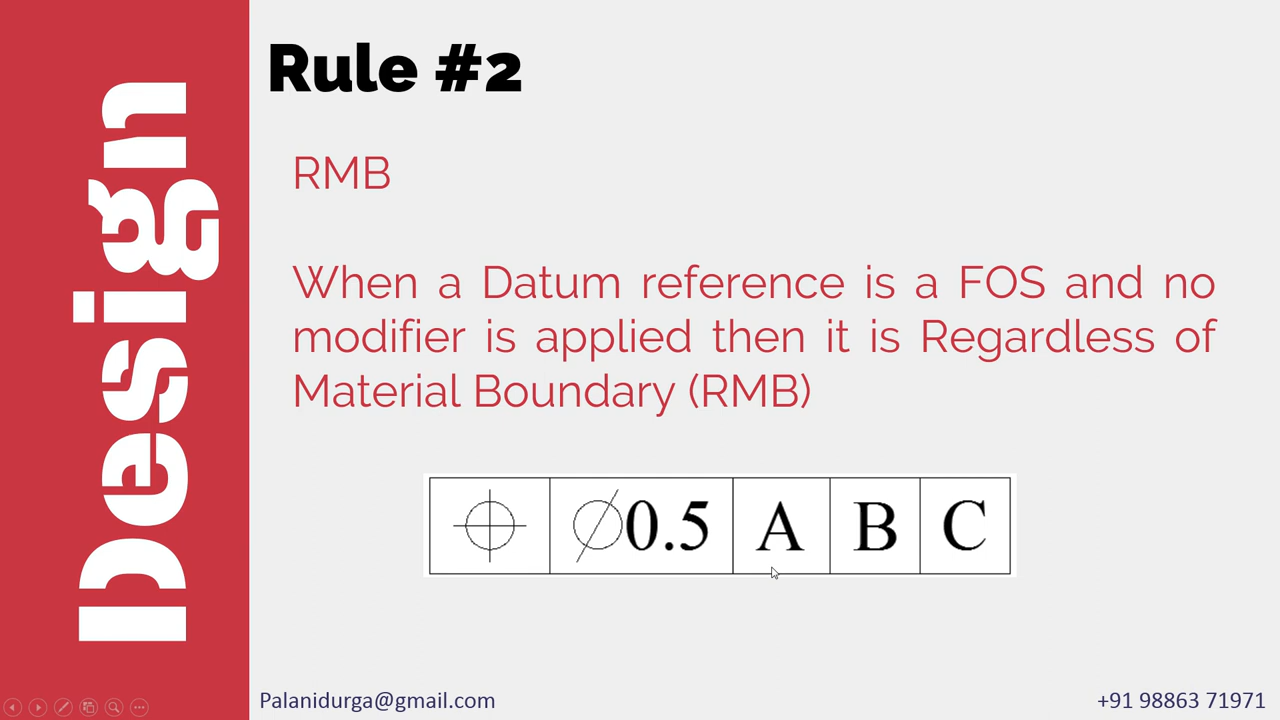 Design
Rule #2
RMB
When a Datum reference is a FOS and no
modifier is applied then it is Regardless of
Material Boundary (RMB)
⌖ ∅0.5 A B C
Palanidurga@gmail.com
+91 98863 71971